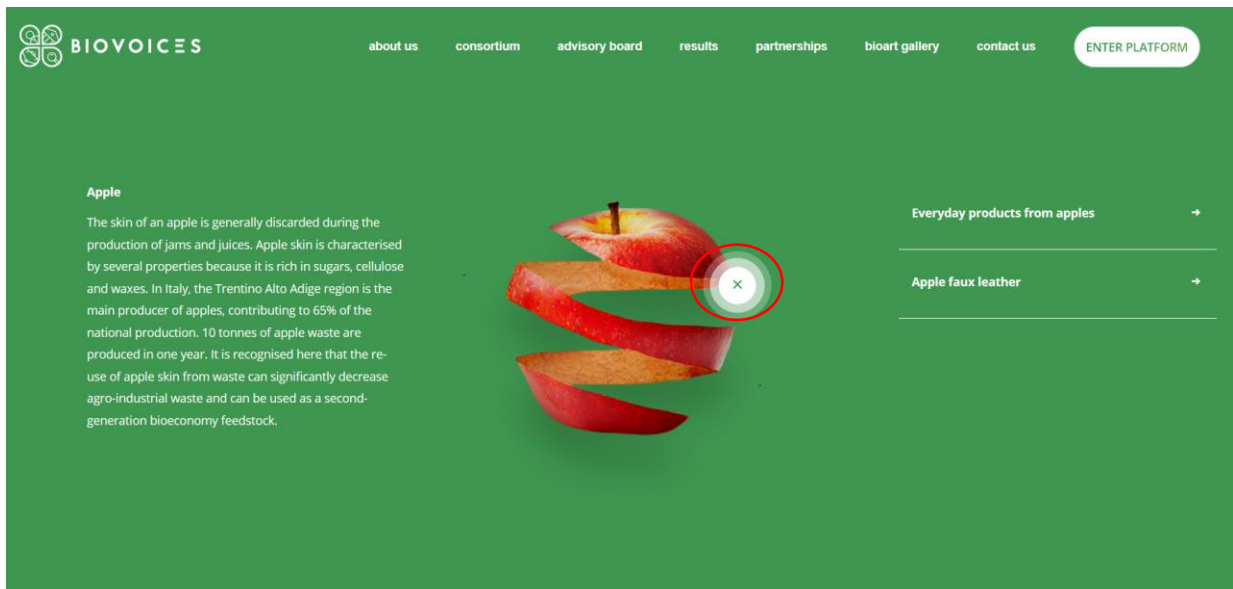 BIOVOICES
about us
consortium
advisory board
results
partnerships
bioart gallery
contact us
ENTER PLATFORM
Apple
The skin of an apple is generally discarded during the
production of jams and juices. Apple skin is characterised
by several properties because it is rich in sugars, cellulose
and waxes. In Italy, the Trentino Alto Adige region is the
main producer of apples, contributing to 65% of the
national production. 10 tonnes of apple waste are
produced in one year. It is recognised here that the re-
use of apple skin from waste can significantly decrease
agro-industrial waste and can be used as a second-
generation bioeconomy feedstock.
Everyday products from apples
Apple faux leather